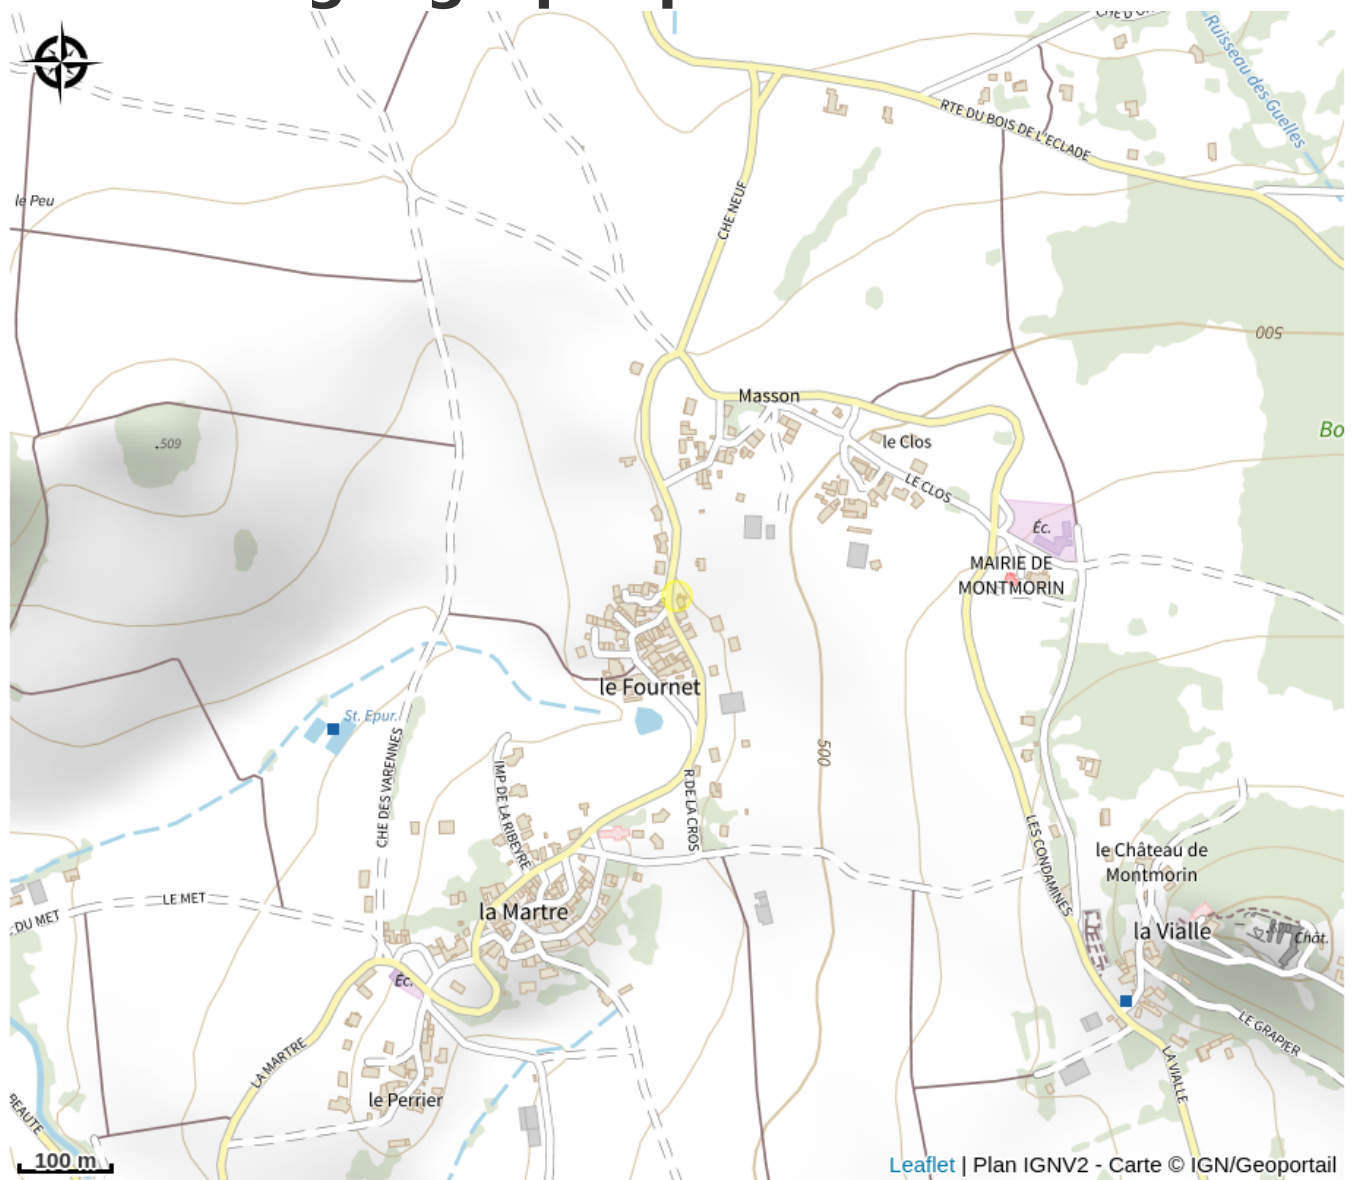 CHE D'O
Ruisseau des Guelles
RTE DU BOIS DE L'ECLADE
le Peu
CHE NEUF
500
Masson
Bo
.509
le Clos
LE CLOS
Éc.
MAIRIE DE
MONTMORIN
le Fournet
St. Epur.
CHE DES VARENNES
IMP DE LA RIBEYRE
R DE LA CROS
500
LES CONDAMINES
le Château de
Montmorin
LE MET
DU MET
la Martre
la Vialle
Chât.
Éc.
LE GRAPIER
LA MARTRE
LA VIALLE
le Perrier
BEAUTE
100 m
Leaflet | Plan IGNV2 - Carte © IGN/Geoportail